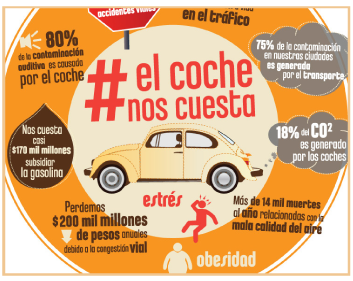 accidentes viales
en el tráfico
80%
de la contaminación
auditiva es causada
por el coche
75% de la contaminación
en nuestras ciudades
es generada
por el transporte
#el coche
nos cuesta
18% del CO2
es generado
por los coches
Nos cuesta
casi
$170 mil millones
subsidiar
la gasolina
estrés
Más de 14 mil muertes
al año relacionadas con la
mala calidad del aire
Perdemos
$200 mil millones
de pesos anuales
debido a la congestión vial
obesidad